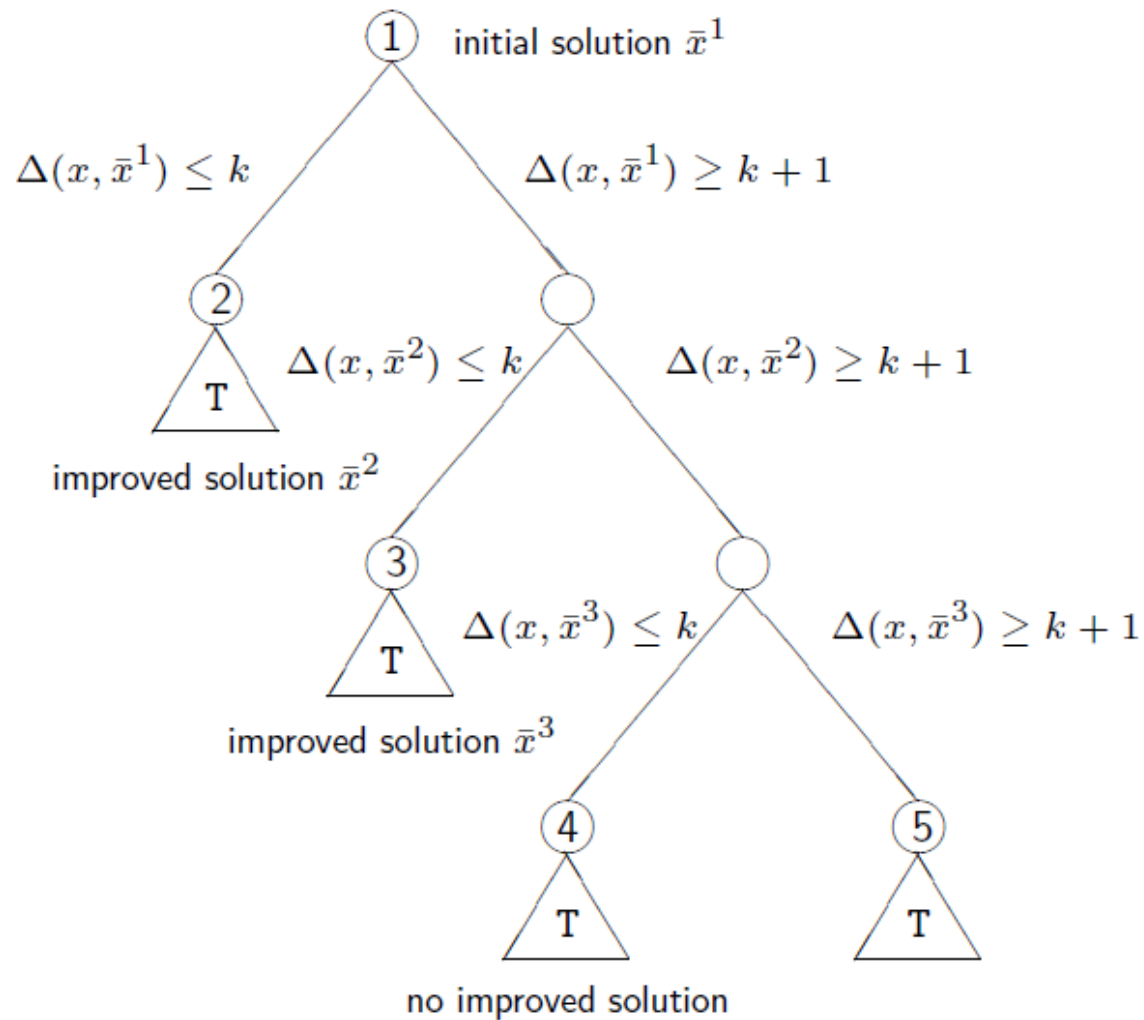 1 initial solution x̄¹
Δ(x, x̄¹) ≤ k
Δ(x, x̄¹) ≥ k + 1
2
Δ(x, x̄²) ≤ k
Δ(x, x̄²) ≥ k + 1
T
improved solution x̄²
3
Δ(x, x̄³) ≤ k
Δ(x, x̄³) ≥ k + 1
T
improved solution x̄³
4
5
T
T
no improved solution